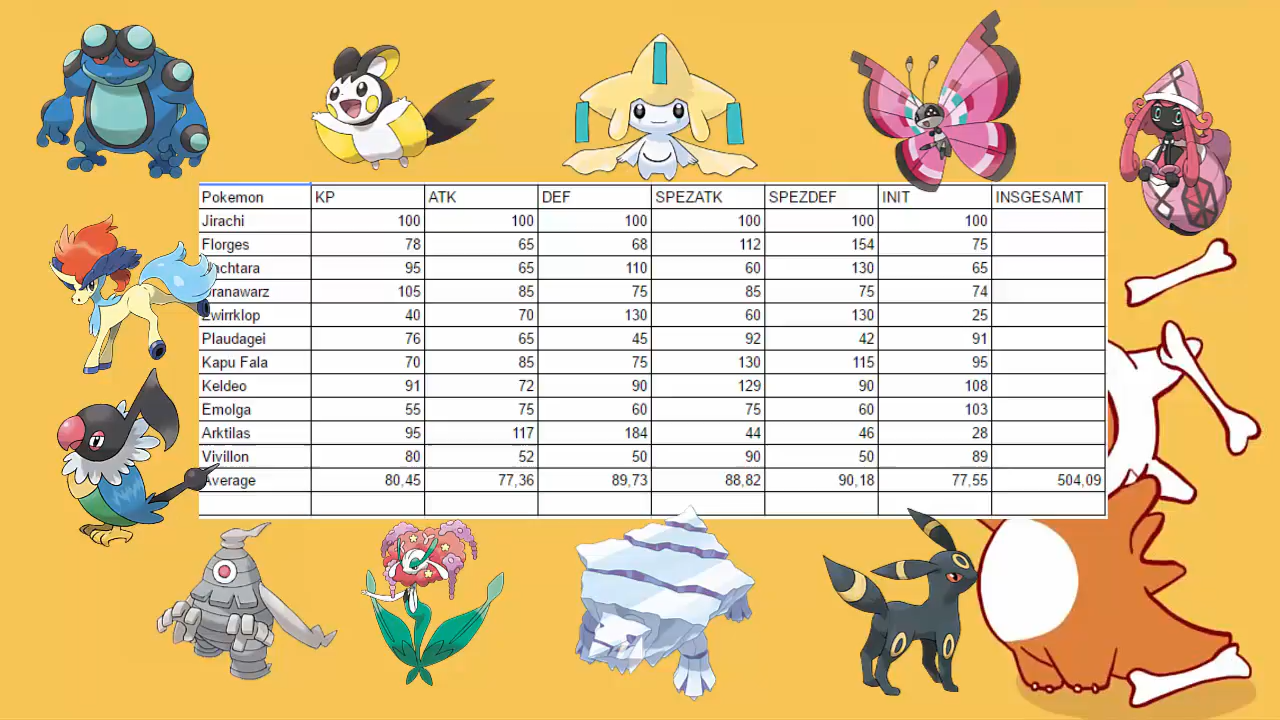 Pokemon KP ATK DEF SPEZATK SPEZDEF INIT INSGESAMT
Jirachi 100 100 100 100 100 100
Florges 78 65 68 112 154 75
achtara 95 65 110 60 130 65
ranawarz 105 85 75 85 75 74
Zwirrklop 40 70 130 60 130 25
Plaudagei 76 65 45 92 42 91
Kapu Fala 70 85 75 130 115 95
Keldeo 91 72 90 129 90 108
Emolga 55 75 60 75 60 103
Arktilas 95 117 184 44 46 28
Vivillon 80 52 50 90 50 89
Average 80,45 77,36 89,73 88,82 90,18 77,55 504,09